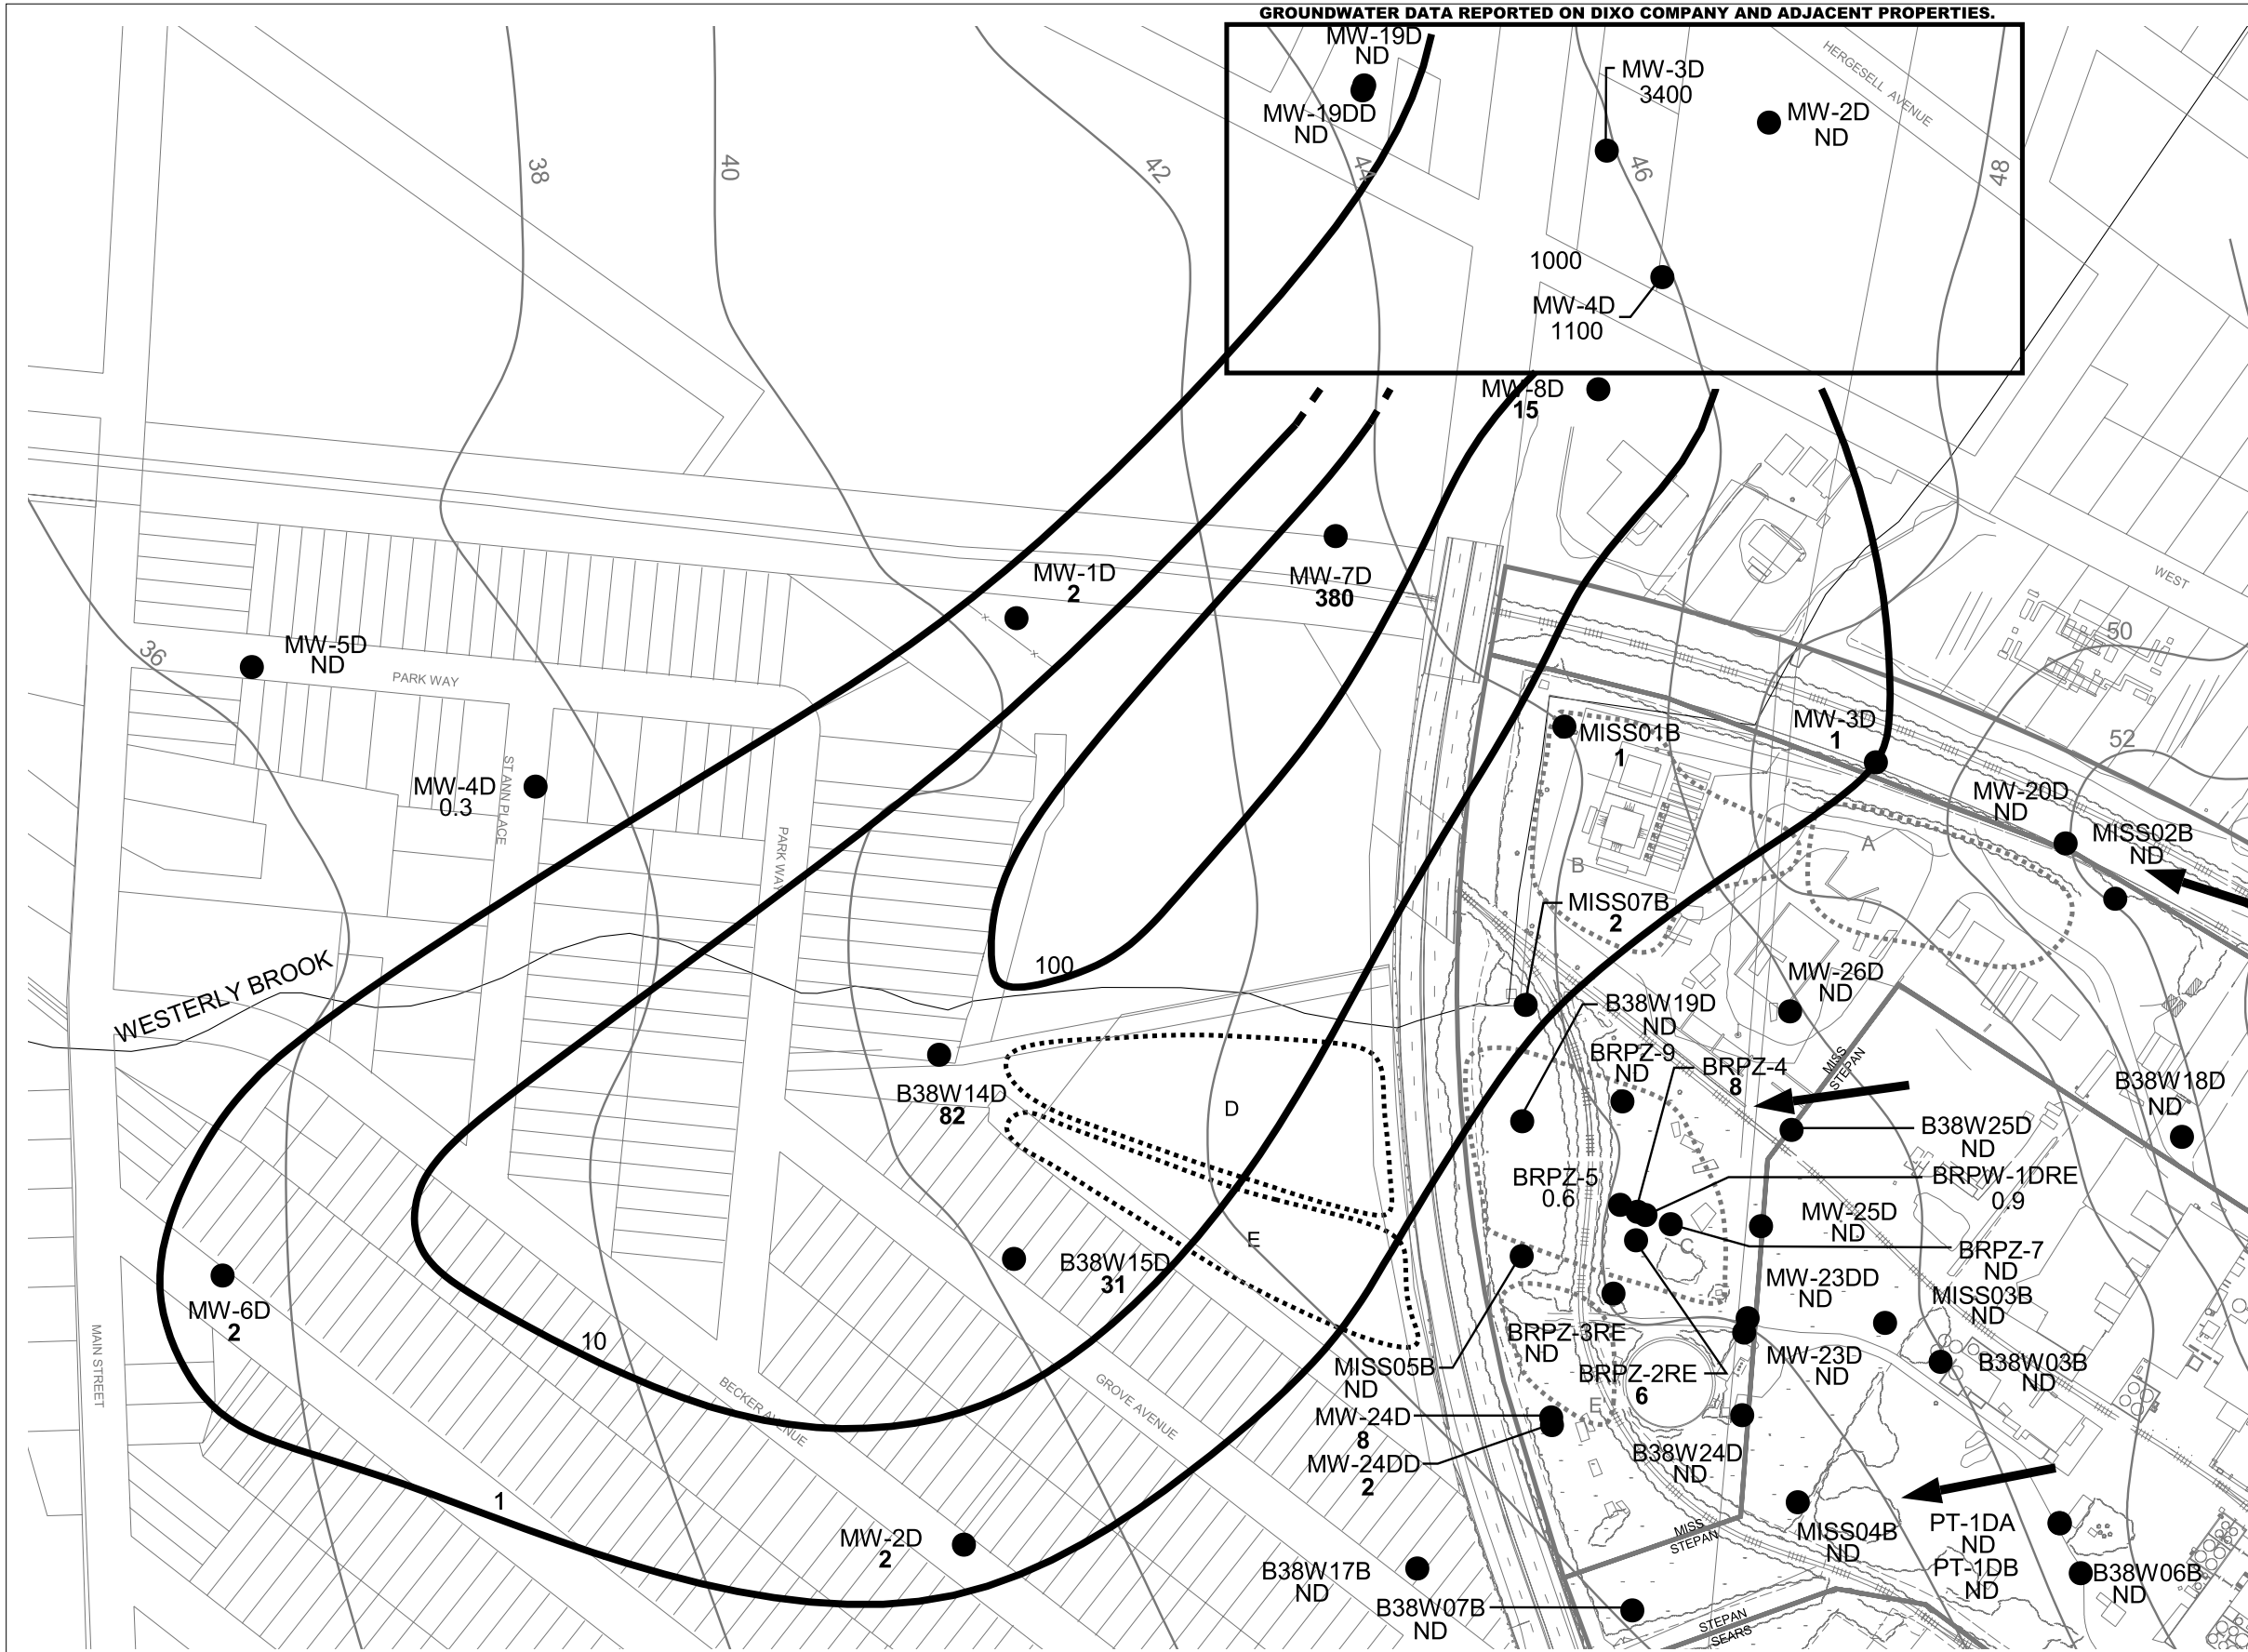 GROUNDWATER DATA REPORTED ON DIXO COMPANY AND ADJACENT PROPERTIES.
MW-19D
ND
MW-19DD
ND
MW-3D
3400
MW-2D
ND
HERGESELL AVENUE
38
40
42
44
46
48
1000
MW-4D
1100
MW-8D
15
MW-1D
2
MW-7D
380
WEST
50
52
MW-5D
ND
36
PARK WAY
MW-4D
0.3
ST ANN PLACE
PARK WAY
MISS01B
1
MW-3D
1
MW-20D
ND
MISS02B
ND
A
B
MISS07B
2
WESTERLY BROOK
100
MW-26D
ND
B38W19D
ND
BRPZ-9
ND
BRPZ-4
8
MISS
STEPAN
B38W18D
ND
B38W14D
82
D
B38W25D
ND
BRPZ-5
0.6
BRPW-1DRE
0.9
MW-25D
ND
C
BRPZ-7
ND
E
B38W15D
31
MW-23DD
ND
MISS03B
ND
MW-6D
2
10
MAIN STREET
BECKER AVENUE
GROVE AVENUE
BRPZ-3RE
ND
MISS05B
ND
BRPZ-2RE
6
MW-23D
ND
B38W03B
ND
E
MW-24D
8
MW-24DD
2
B38W24D
ND
1
MW-2D
2
MISS
STEPAN
MISS04B
ND
PT-1DA
ND
PT-1DB
ND
B38W06B
ND
B38W17B
ND
B38W07B
ND
STEPAN
SEARS